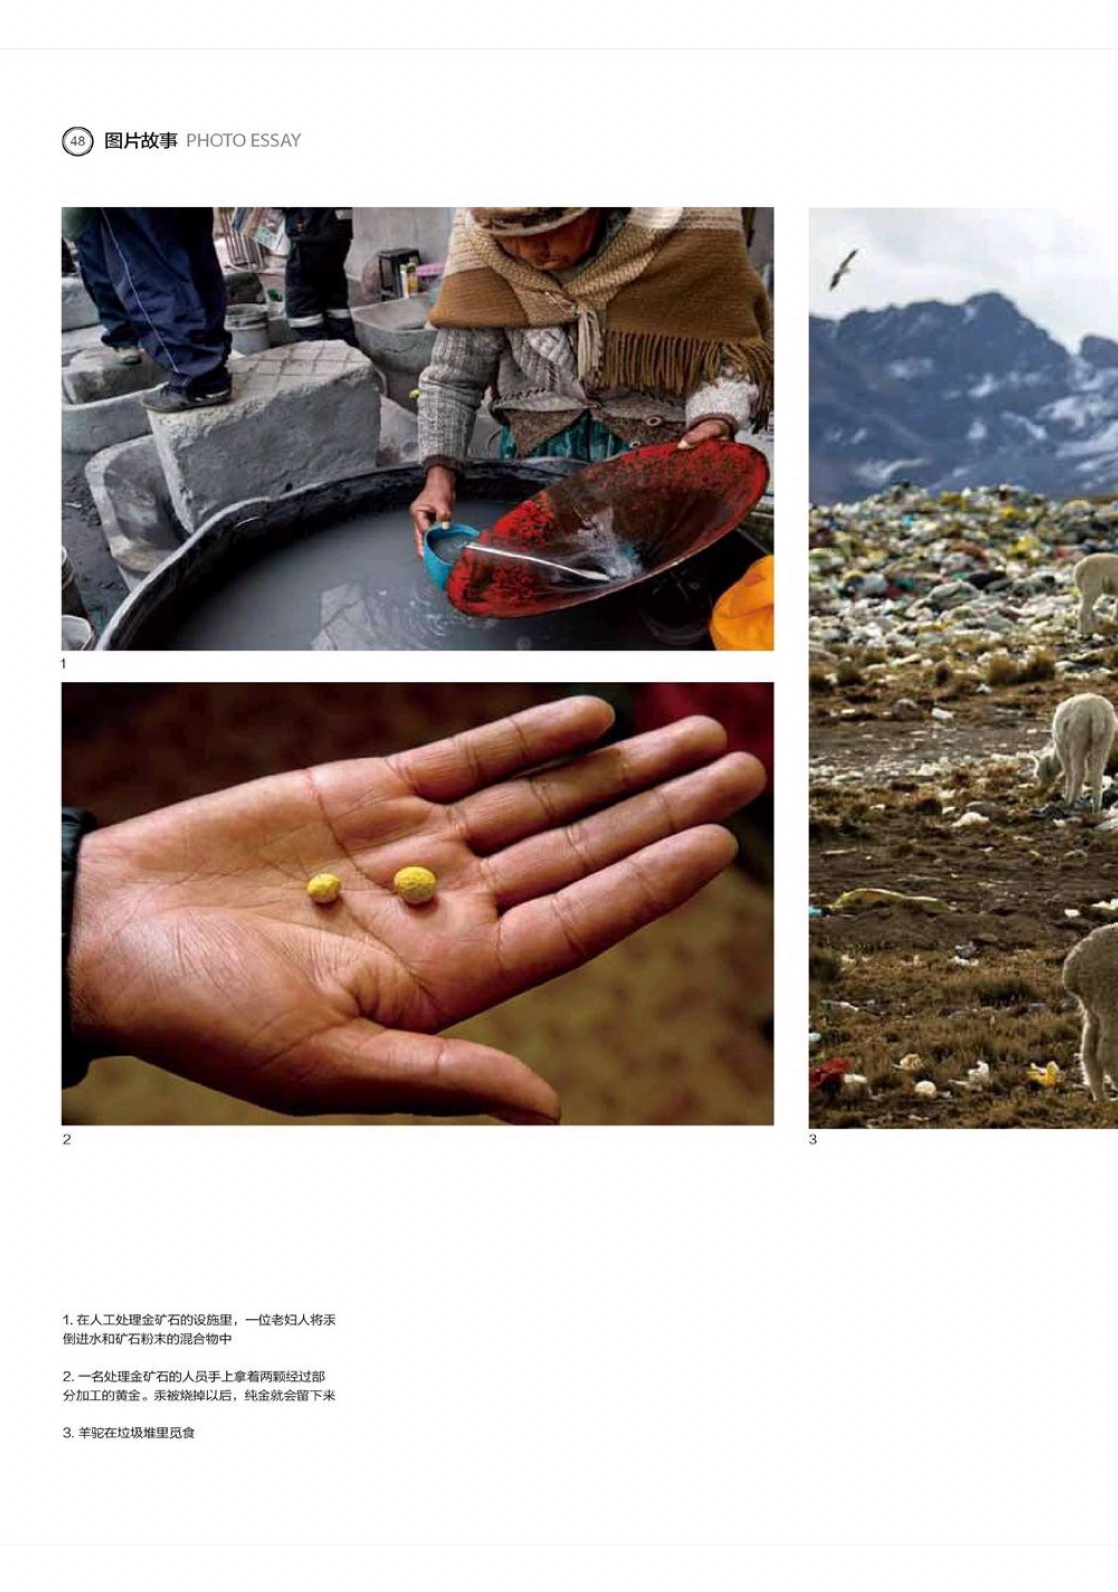 48 图片故事 PHOTO ESSAY
1
2
3
1. 在人工处理金矿石的设施里，一位老妇人将汞
倒进水和矿石粉末的混合物中
2. 一名处理金矿石的人员手上拿着两颗经过部
分加工的黄金。汞被烧掉以后，纯金就会留下来
3. 羊驼在垃圾堆里觅食